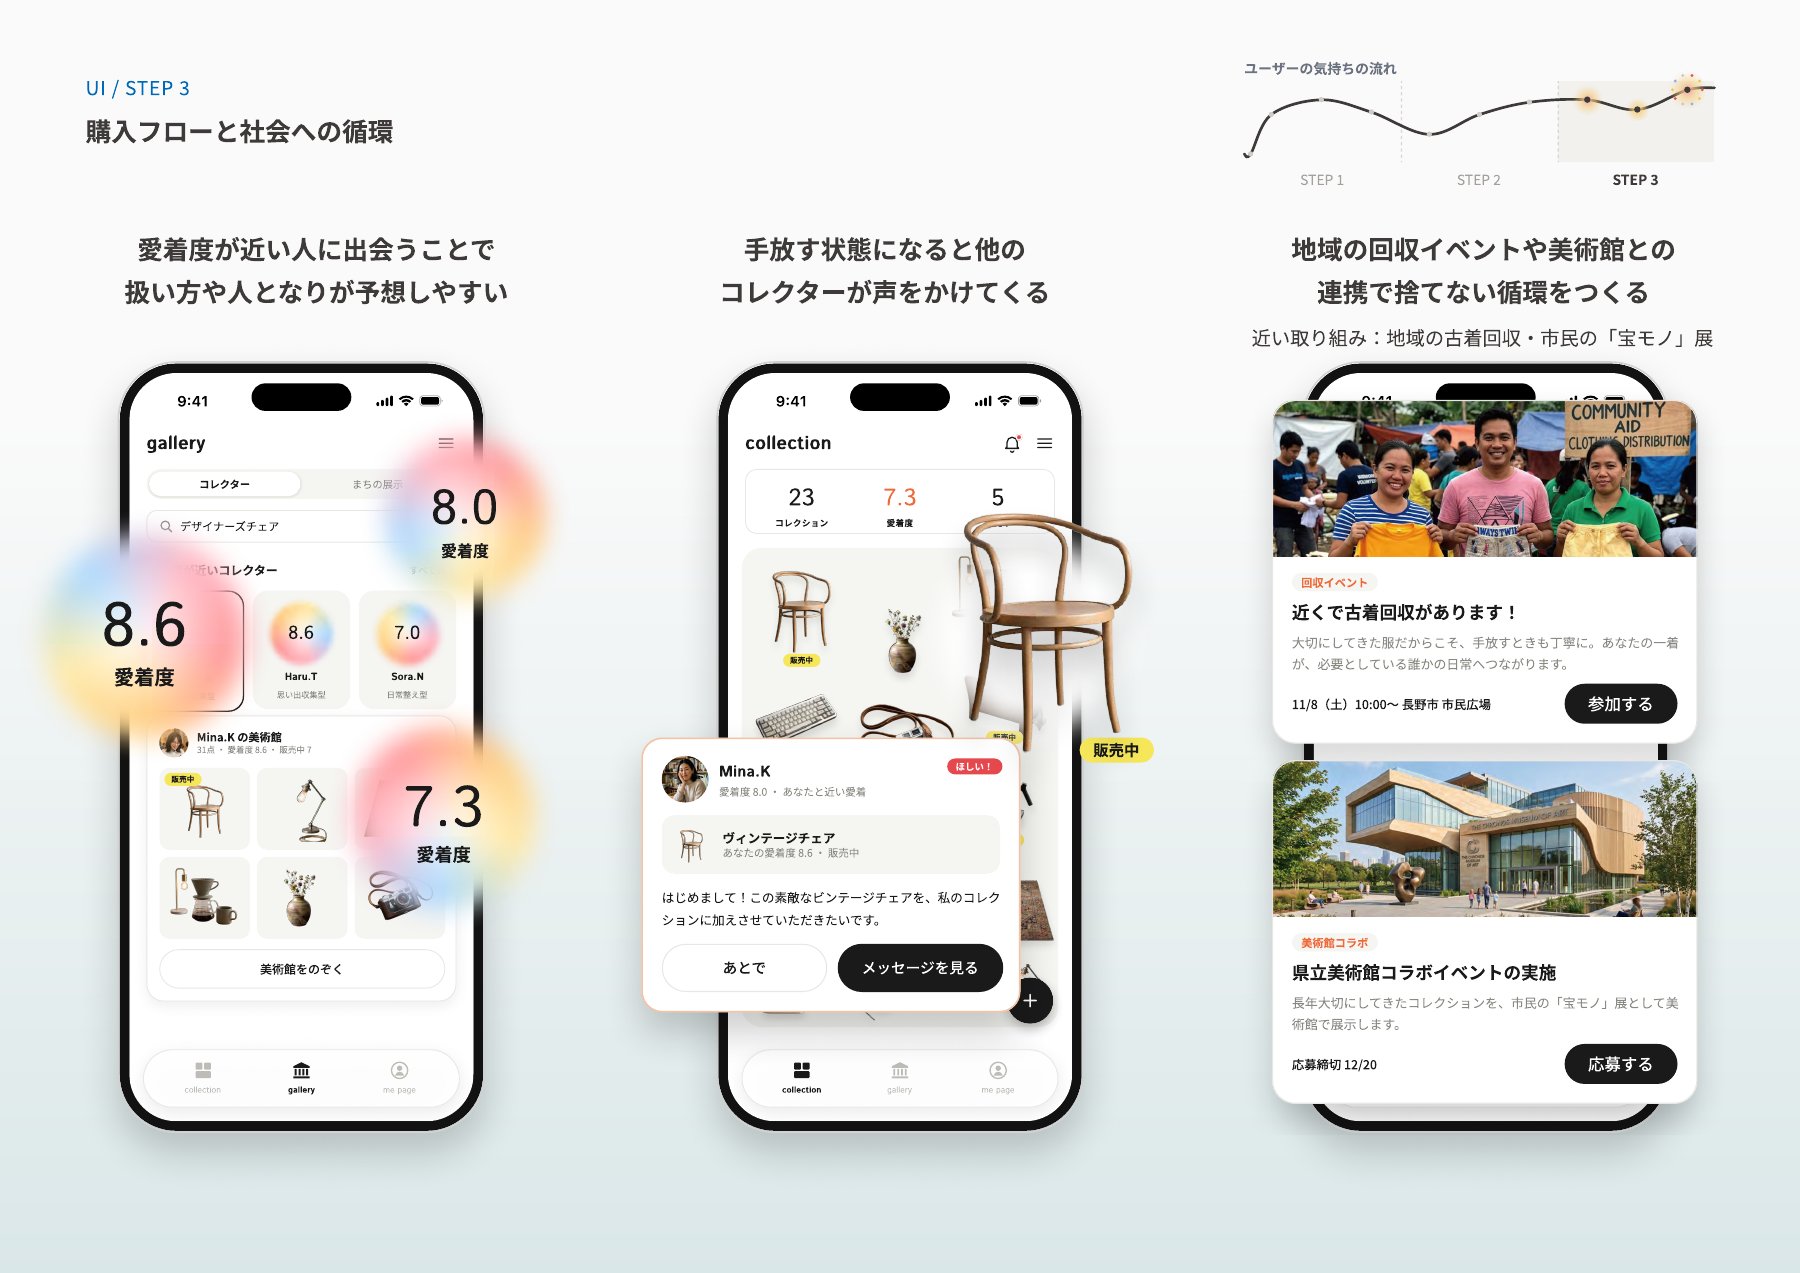 UI / STEP 3
購入フローと社会への循環
ユーザーの気持ちの流れ
STEP 1
STEP 2
STEP 3
愛着度が近い人に出会うことで
扱い方や人となりが予想しやすい
9:41
gallery
コレクター
まちの展示
デザイナーズチェア
8.0
愛着度
が近いコレクター
8.6
愛着度
8.6
Haru.T
思い出収集型
7.0
Sora.N
日常整え型
Mina.K の美術館
31点 ・ 愛着度 8.6 ・ 販売中 7
販売中
7.3
愛着度
美術館をのぞく
collection
gallery
me page
手放す状態になると他の
コレクターが声をかけてくる
9:41
collection
23
コレクション
7.3
愛着度
5
販売中
販売中
販売中
Mina.K
愛着度 8.0 ・ あなたと近い愛着
ほしい！
ヴィンテージチェア
あなたの愛着度 8.6 ・ 販売中
はじめまして！この素敵なビンテージチェアを、私のコレク
ションに加えさせていただきたいです。
あとで
メッセージを見る
collection
gallery
me page
地域の回収イベントや美術館との
連携で捨てない循環をつくる
近い取り組み：地域の古着回収・市民の「宝モノ」展
9:41
COMMUNITY
AID
CLOTHING DISTRIBUTION
回収イベント
近くで古着回収があります！
大切にしてきた服だからこそ、手放すときも丁寧に。あなたの一着
が、必要としている誰かの日常へつながります。
11/8（土）10:00〜 長野市 市民広場
参加する
美術館コラボ
県立美術館コラボイベントの実施
長年大切にしてきたコレクションを、市民の「宝モノ」展として美
術館で展示します。
応募締切 12/20
応募する